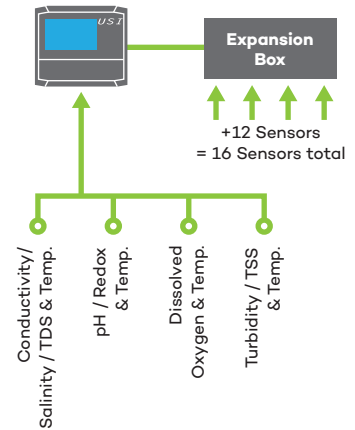 USI
Expansion
Box
+12 Sensors
= 16 Sensors total
Conductivity/
Salinity / TDS & Temp.
pH / Redox
& Temp.
Dissolved
Oxygen & Temp.
Turbidity / TSS
& Temp.